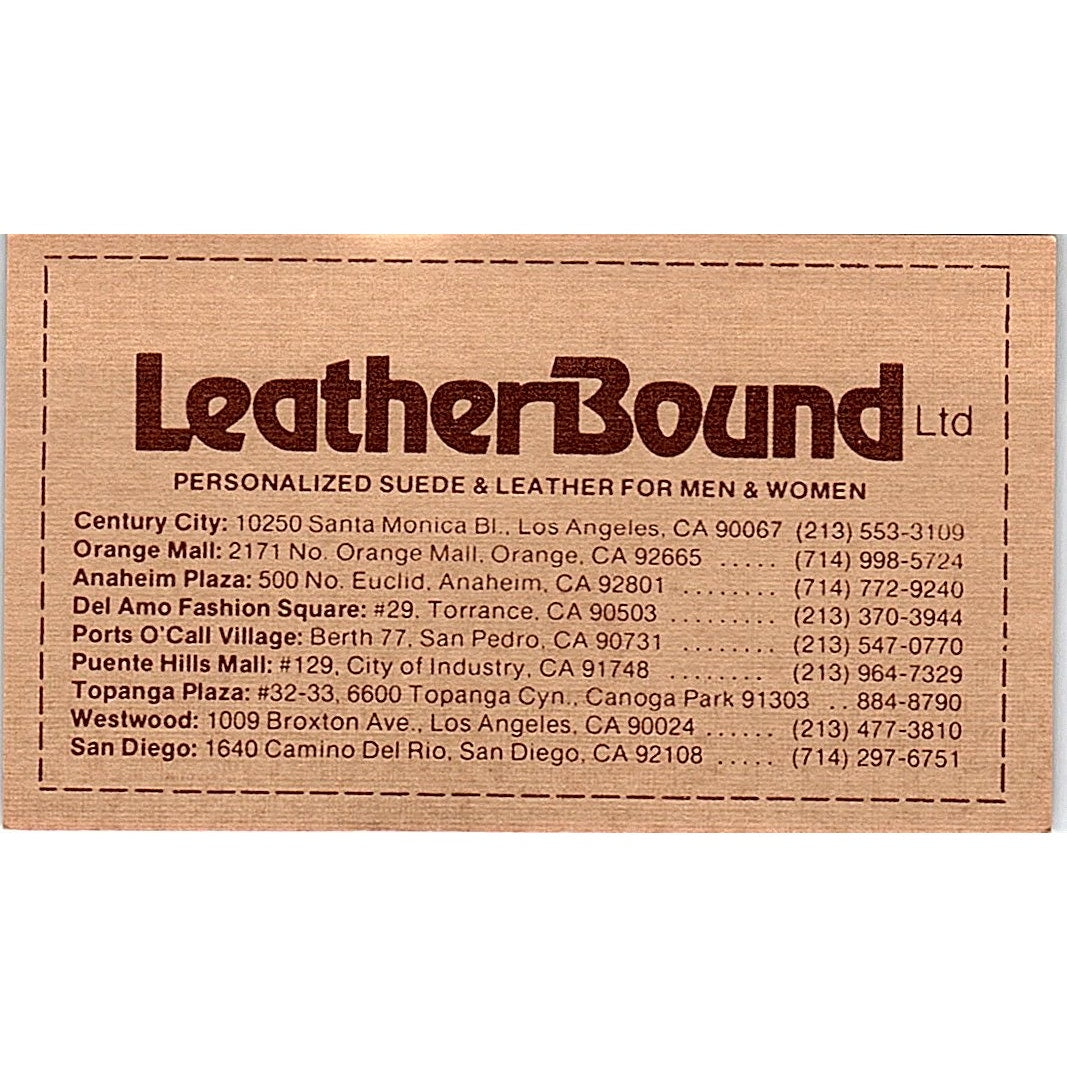 LeatherBound Ltd
PERSONALIZED SUEDE & LEATHER FOR MEN & WOMEN
Century City: 10250 Santa Monica Bl., Los Angeles, CA 90067 (213) 553-3109
Orange Mall: 2171 No. Orange Mall, Orange, CA 92665 ..... (714) 998-5724
Anaheim Plaza: 500 No. Euclid, Anaheim, CA 92801 ........ (714) 772-9240
Del Amo Fashion Square: #29, Torrance, CA 90503 ......... (213) 370-3944
Ports O'Call Village: Berth 77, San Pedro, CA 90731 ........ (213) 547-0770
Puente Hills Mall: #129, City of Industry, CA 91748 ........ (213) 964-7329
Topanga Plaza: #32-33, 6600 Topanga Cyn., Canoga Park 91303 .. 884-8790
Westwood: 1009 Broxton Ave., Los Angeles, CA 90024 ...... (213) 477-3810
San Diego: 1640 Camino Del Rio, San Diego, CA 92108 ..... (714) 297-6751